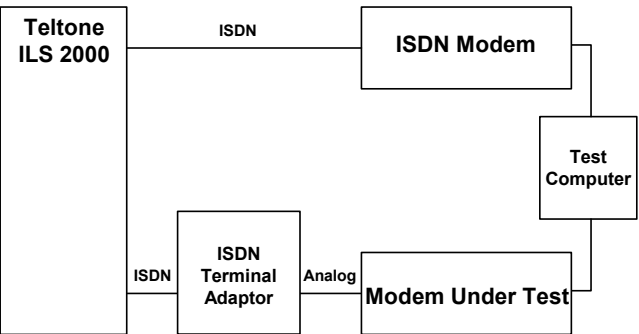 Teltone
ILS 2000
ISDN
ISDN Modem
Test
Computer
ISDN
ISDN
Terminal
Adaptor
Analog
Modem Under Test